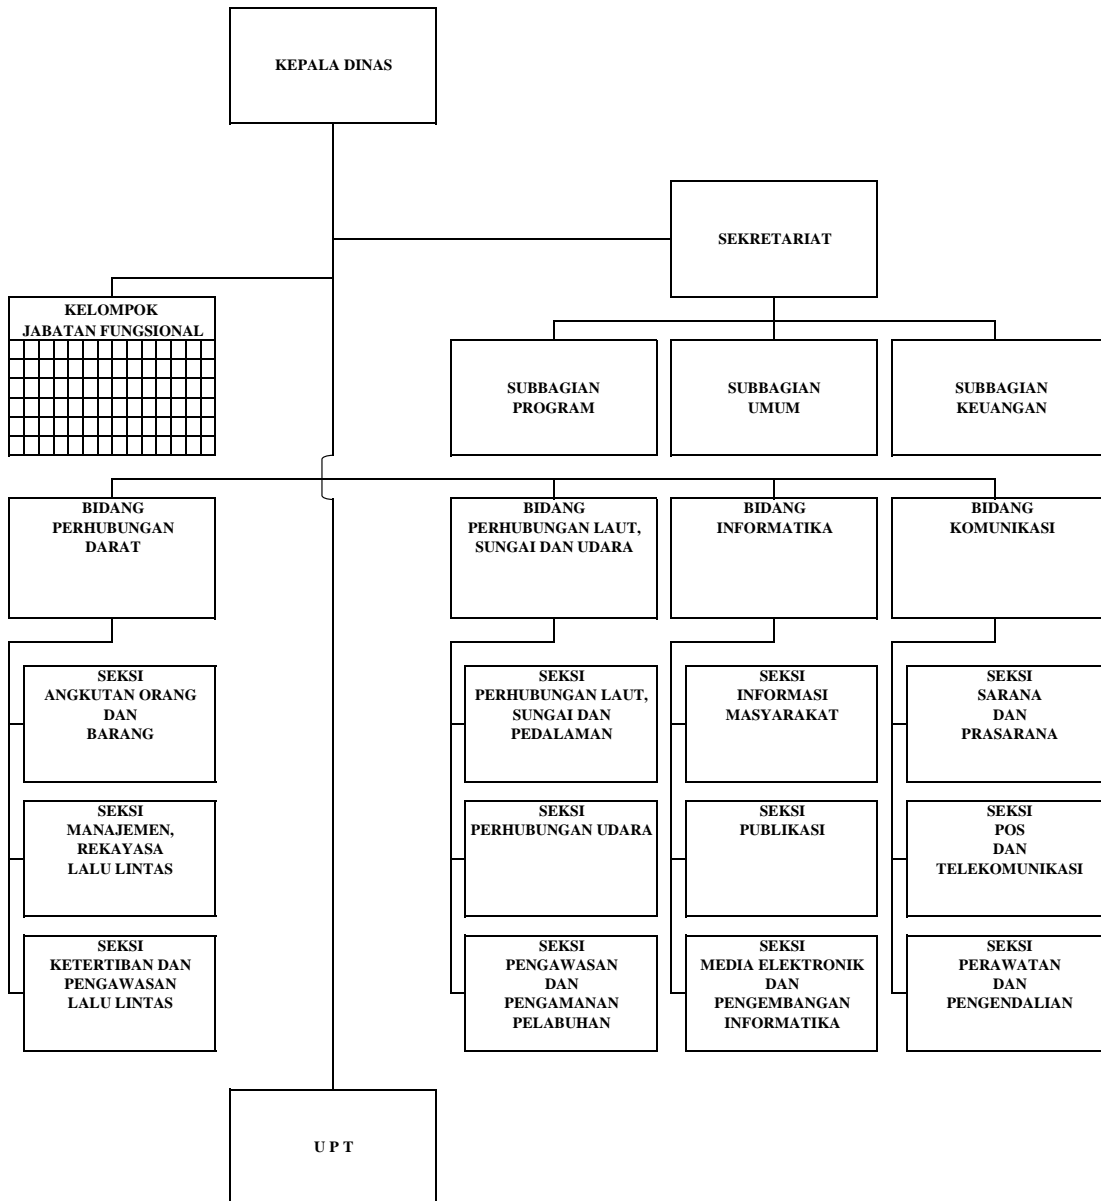 KEPALA DINAS
SEKRETARIAT
KELOMPOK
JABATAN FUNGSIONAL
SUBBAGIAN
PROGRAM
SUBBAGIAN
UMUM
SUBBAGIAN
KEUANGAN
BIDANG
PERHUBUNGAN
DARAT
BIDANG
PERHUBUNGAN LAUT,
SUNGAI DAN UDARA
BIDANG
INFORMATIKA
BIDANG
KOMUNIKASI
SEKSI
ANGKUTAN ORANG
DAN
BARANG
SEKSI
PERHUBUNGAN LAUT,
SUNGAI DAN
PEDALAMAN
SEKSI
INFORMASI
MASYARAKAT
SEKSI
SARANA
DAN
PRASARANA
SEKSI
MANAJEMEN,
REKAYASA
LALU LINTAS
SEKSI
PERHUBUNGAN UDARA
SEKSI
PUBLIKASI
SEKSI
POS
DAN
TELEKOMUNIKASI
SEKSI
KETERTIBAN DAN
PENGAWASAN
LALU LINTAS
SEKSI
PENGAWASAN
DAN
PENGAMANAN
PELABUHAN
SEKSI
MEDIA ELEKTRONIK
DAN
PENGEMBANGAN
INFORMATIKA
SEKSI
PERAWATAN
DAN
PENGENDALIAN
U P T